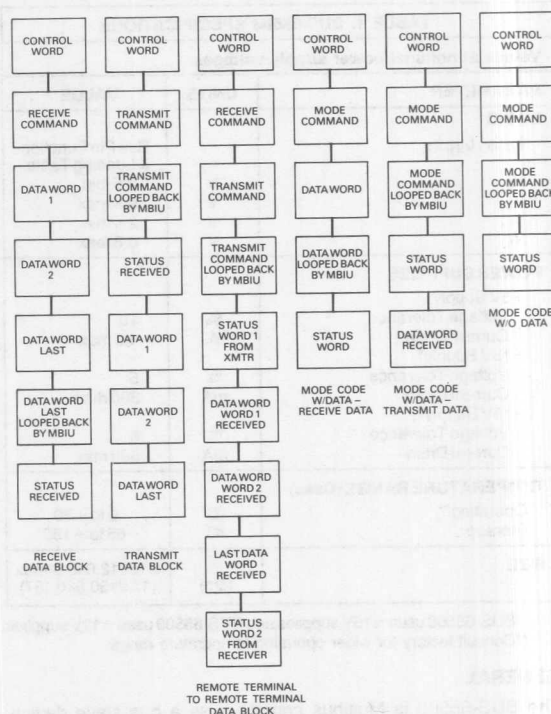 CONTROL
WORD
RECEIVE
COMMAND
DATA WORD
1
DATA WORD
2
DATA WORD
LAST
DATA WORD
LAST
LOOPED BACK
BY MBIU
STATUS
RECEIVED
RECEIVE
DATA BLOCK
CONTROL
WORD
TRANSMIT
COMMAND
TRANSMIT
COMMAND
LOOPED BACK
BY MBIU
STATUS
RECEIVED
DATA WORD
1
DATA WORD
2
DATA WORD
LAST
TRANSMIT
DATA BLOCK
CONTROL
WORD
RECEIVE
COMMAND
TRANSMIT
COMMAND
TRANSMIT
COMMAND
LOOPED BACK
BY MBIU
STATUS
WORD 1
FROM
XMTR
DATA WORD
WORD 1
RECEIVED
DATA WORD
WORD 2
RECEIVED
LAST DATA
WORD
RECEIVED
STATUS
WORD 2
FROM
RECEIVER
REMOTE TERMINAL
TO REMOTE TERMINAL
DATA BLOCK
CONTROL
WORD
MODE
COMMAND
DATA WORD
DATA WORD
LOOPED BACK
BY MBIU
STATUS
WORD
MODE CODE
W/DATA –
RECEIVE DATA
CONTROL
WORD
MODE
COMMAND
MODE
COMMAND
LOOPED BACK
BY MBIU
STATUS
WORD
DATA WORD
RECEIVED
MODE CODE
W/DATA –
TRANSMIT DATA
CONTROL
WORD
MODE
COMMAND
MODE
COMMAND
LOOPED BACK
BY MBIU
STATUS
WORD
MODE CODE
W/O DATA